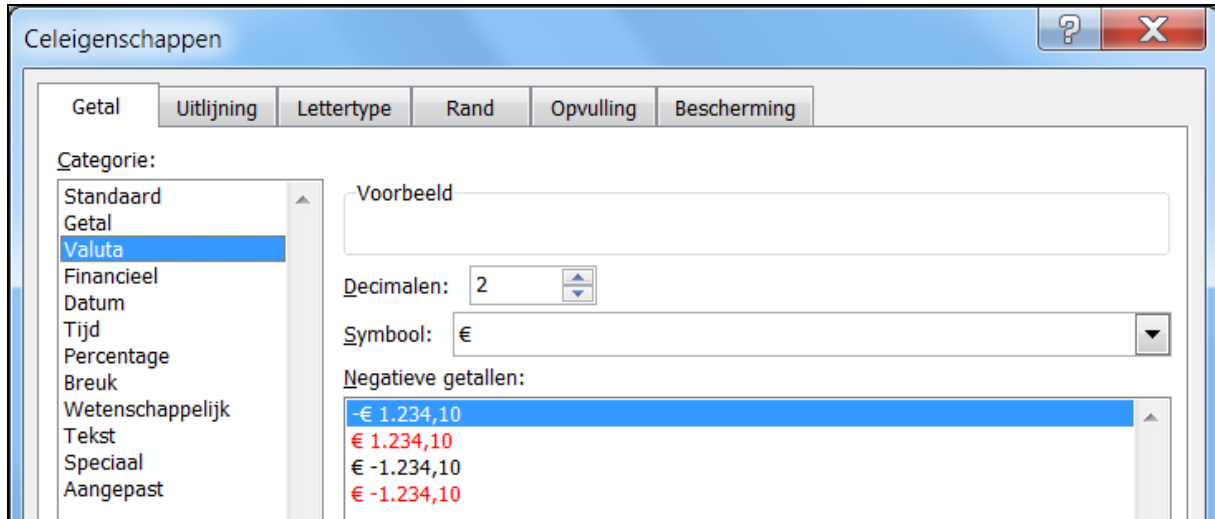 Celeigenschappen
Getal Uitlijning Lettertype Rand Opvulling Bescherming
Categorie:
Standaard
Getal
Valuta
Financieel
Datum
Tijd
Percentage
Breuk
Wetenschappelijk
Tekst
Speciaal
Aangepast
Voorbeeld
Decimalen: 2
Symbool: €
Negatieve getallen:
-€ 1.234,10
€ 1.234,10
€ -1.234,10
€ -1.234,10